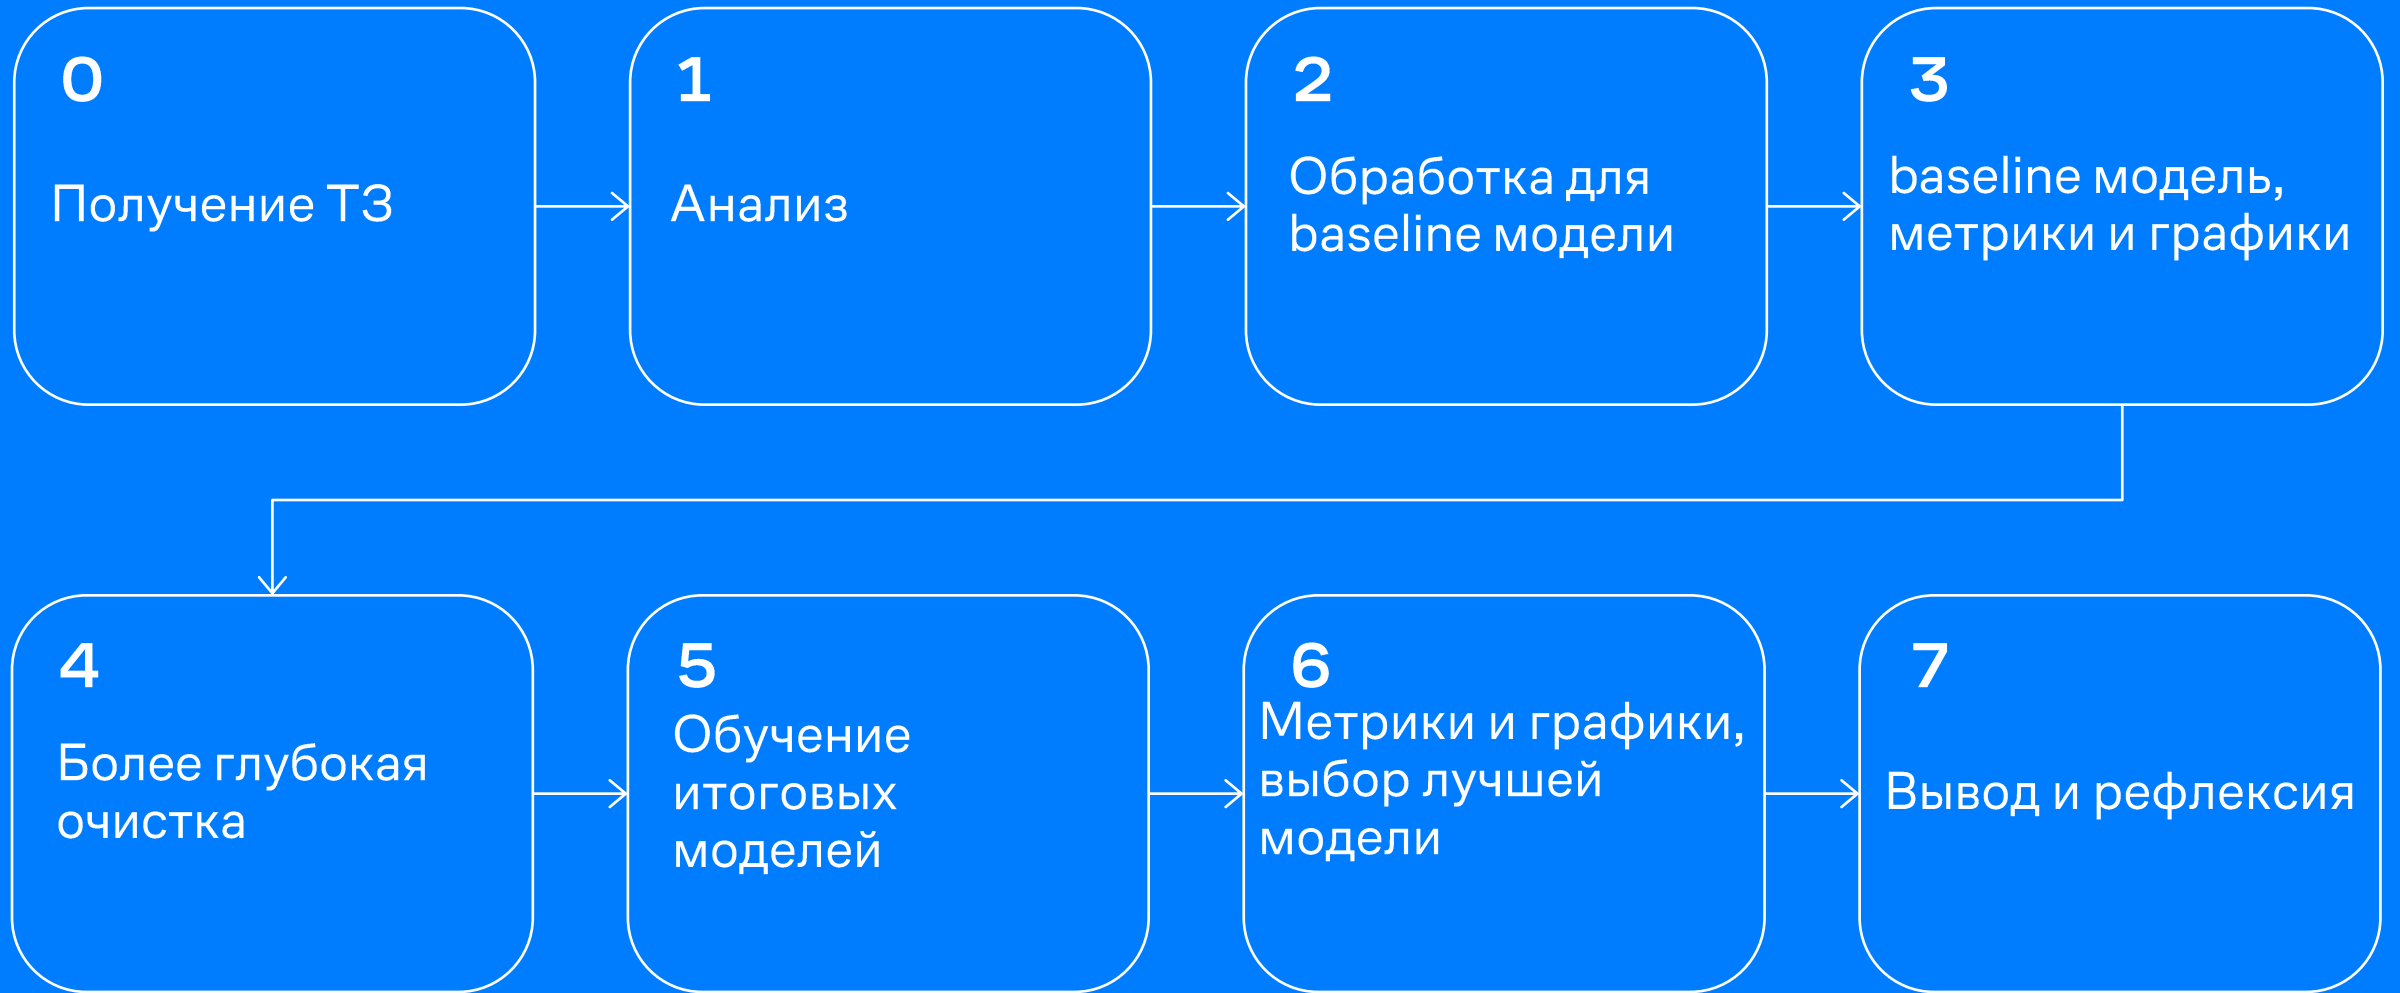 0
Получение ТЗ
1
Анализ
2
Обработка для
baseline модели
3
baseline модель,
метрики и графики
4
Более глубокая
очистка
5
Обучение
итоговых
моделей
6
Метрики и графики,
выбор лучшей
модели
7
Вывод и рефлексия